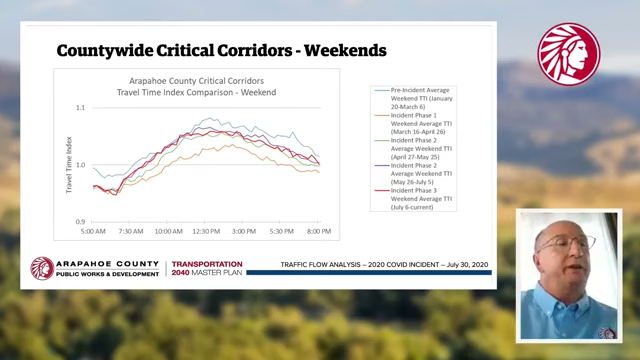 Countywide Critical Corridors - Weekends
Arapahoe County Critical Corridors
Travel Time Index Comparison - Weekend
Travel Time Index
1.1
1.0
0.9
5:00 AM 7:30 AM 10:00 AM 12:30 PM 3:00 PM 5:30 PM 8:00 PM
Pre-Incident Average
Weekend TTI (January
20-March 6)
Incident Phase 1
Weekend Average TTI
(March 16-April 26)
Incident Phase 2
Average Weekend TTI
(April 27-May 25)
Incident Phase 2
Average Weekend TTI
(May 26-July 5)
Incident Phase 3
Weekend Average TTI
(July 6-current)
ARAPAHOE COUNTY
PUBLIC WORKS & DEVELOPMENT
TRANSPORTATION
2040 MASTER PLAN
TRAFFIC FLOW ANALYSIS – 2020 COVID INCIDENT – July 30, 2020